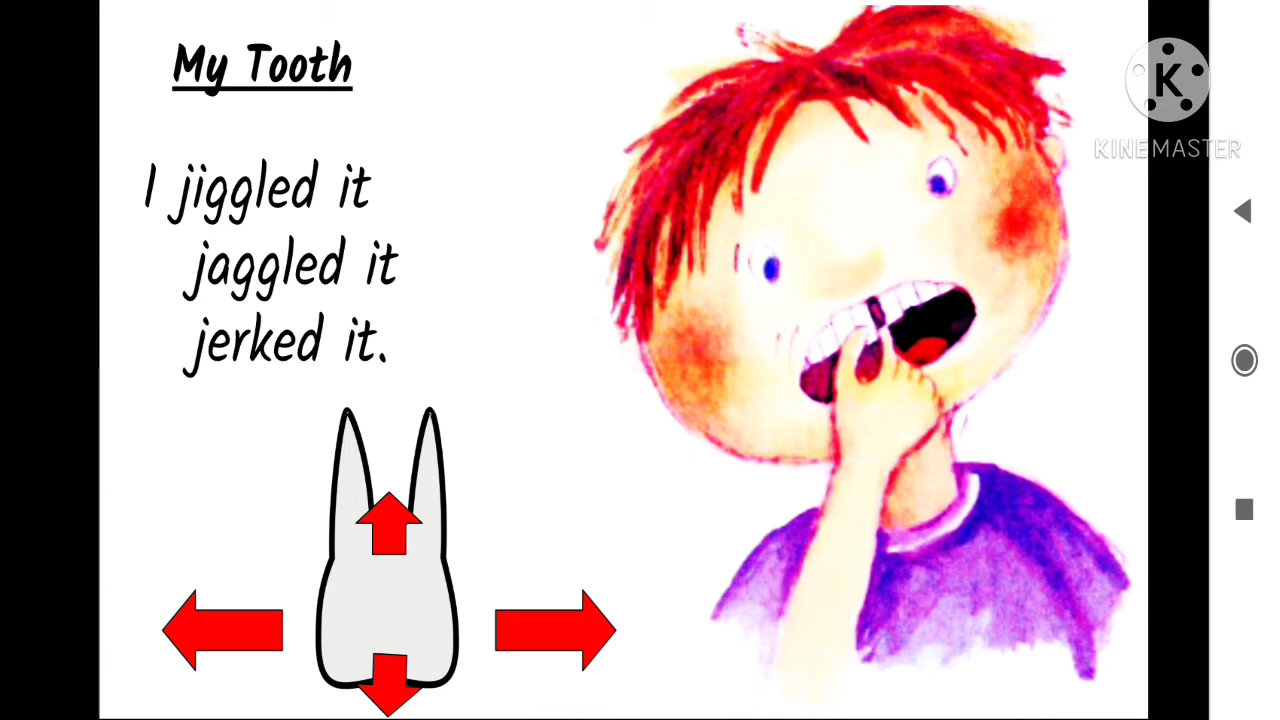 My Tooth
I jiggled it
jaggled it
jerked it.
K
KINEMASTER